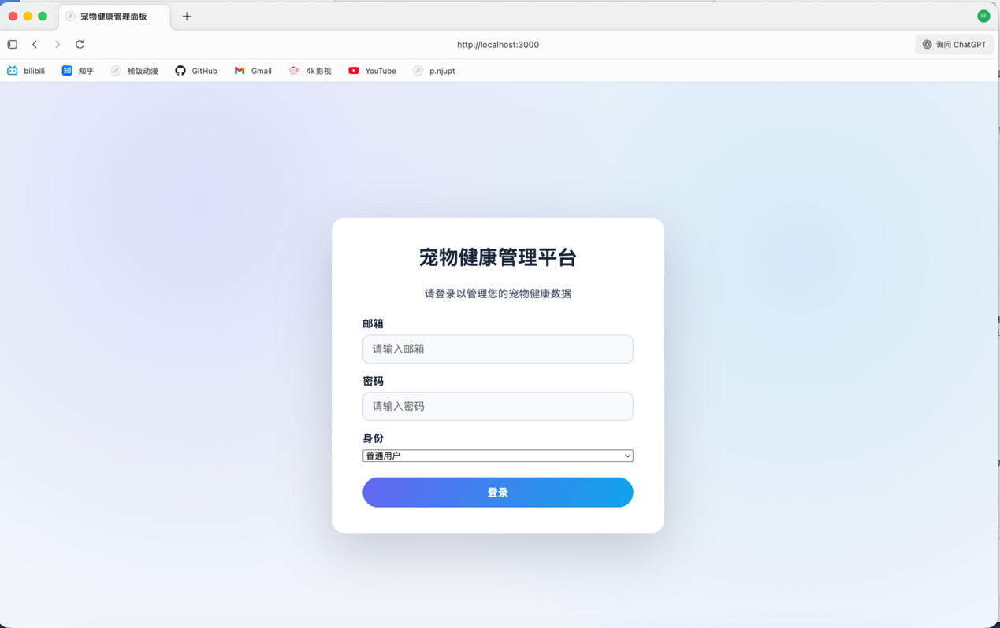 宠物健康管理面板
FF
http://localhost:3000
询问 ChatGPT
bilibili
知 知乎
稀饭动漫
GitHub
Gmail
4k影视
YouTube
p.njupt
宠物健康管理平台
请登录以管理您的宠物健康数据
邮箱
请输入邮箱
密码
请输入密码
身份
普通用户
登录